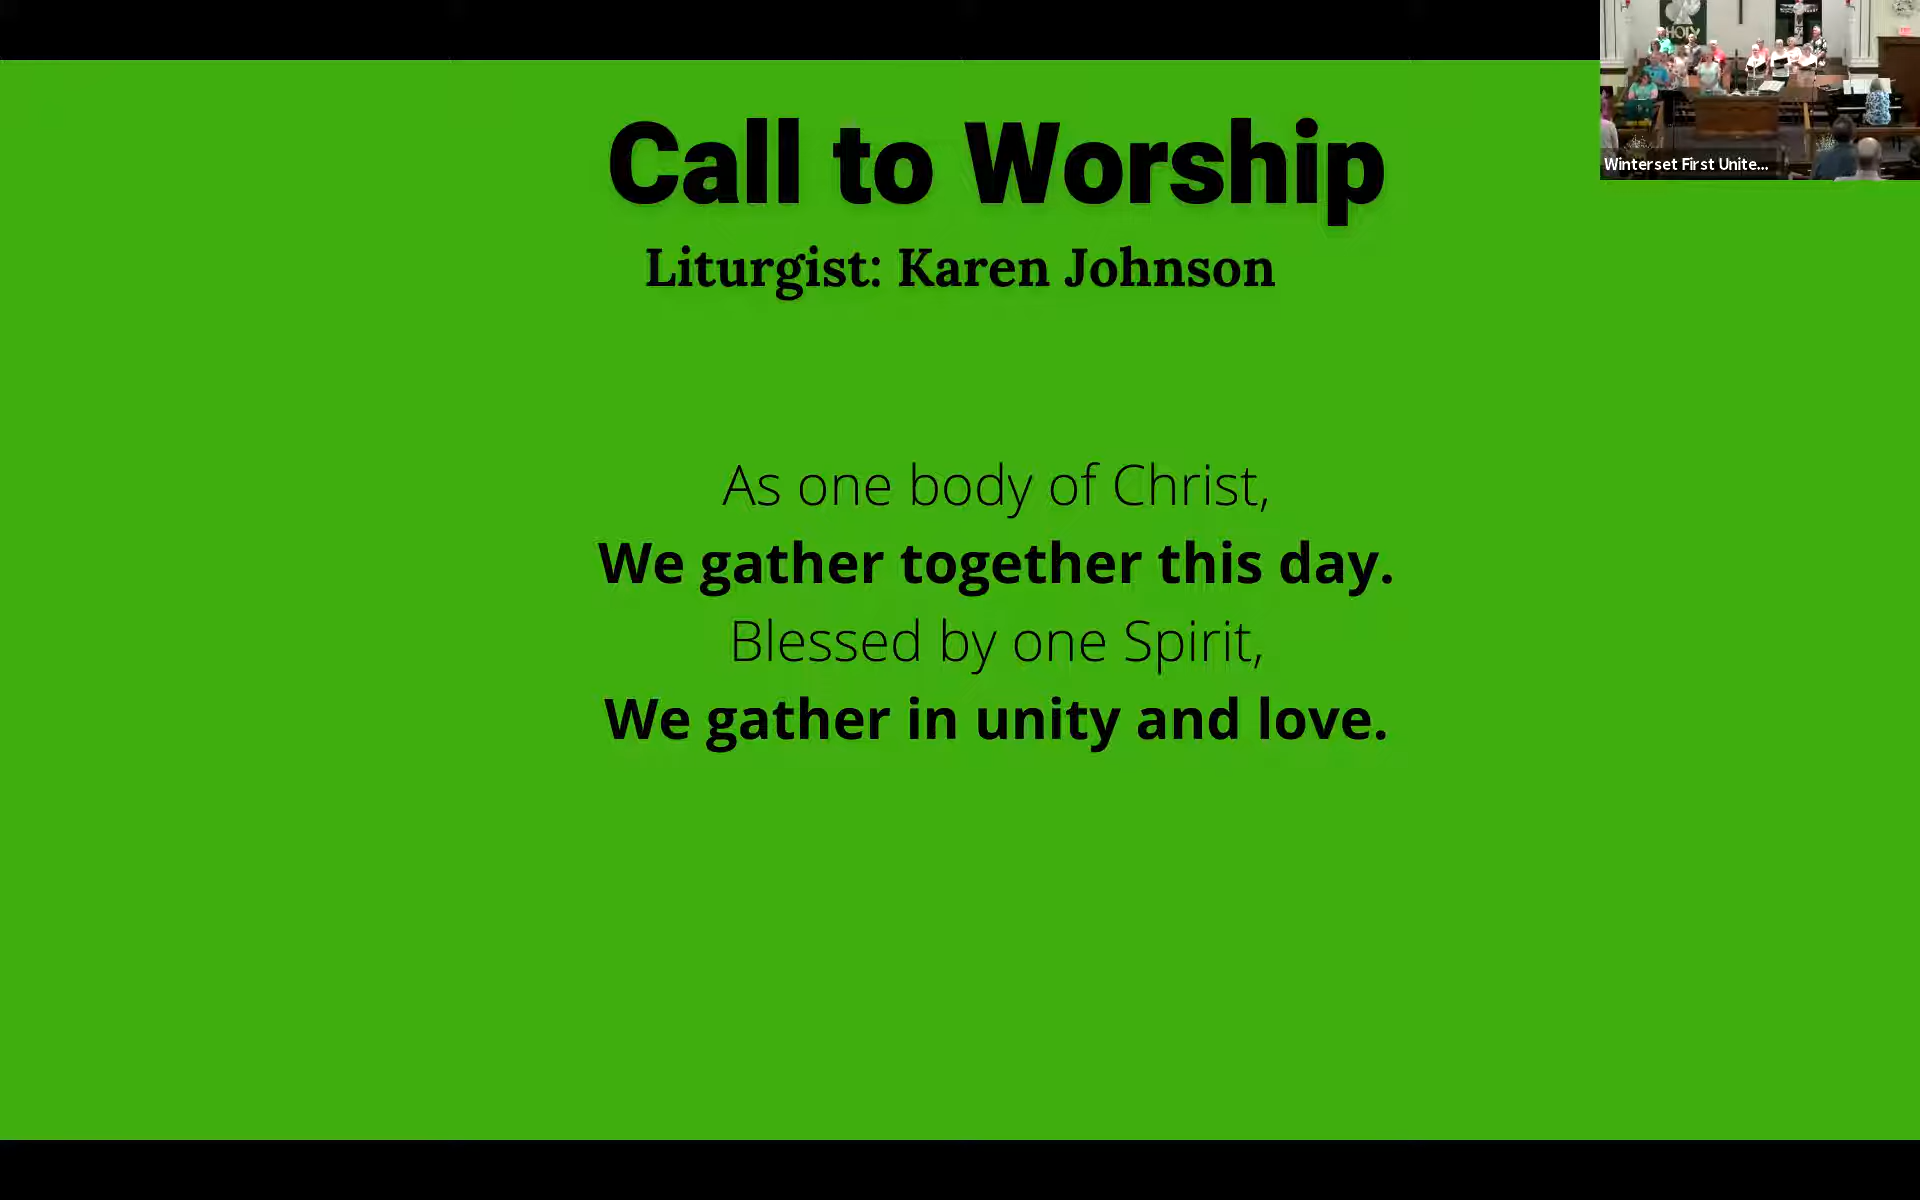 Call to Worship
Liturgist: Karen Johnson
As one body of Christ,
We gather together this day.
Blessed by one Spirit,
We gather in unity and love.
HOLY
Winterset First Unite...